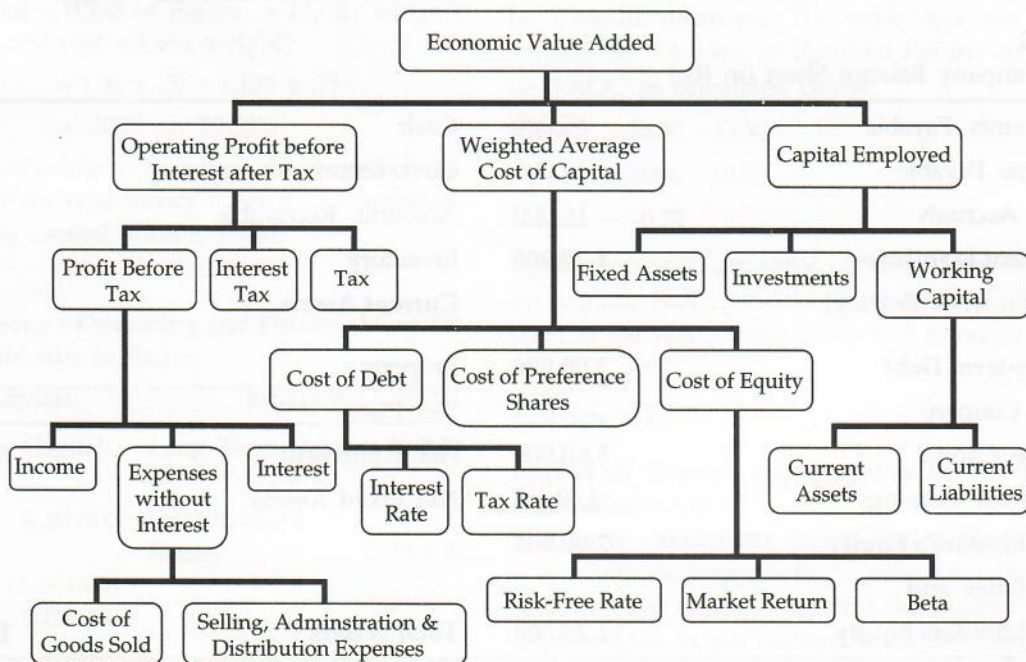 Economic Value Added
Operating Profit before
Interest after Tax
Weighted Average
Cost of Capital
Capital Employed
Profit Before
Tax
Interest
Tax
Tax
Fixed Assets
Investments
Working
Capital
Cost of Debt
Cost of Preference
Shares
Cost of Equity
Income
Expenses
without
Interest
Interest
Interest
Rate
Tax Rate
Current
Assets
Current
Liabilities
Cost of
Goods Sold
Selling, Adminstration &
Distribution Expenses
Risk-Free Rate
Market Return
Beta